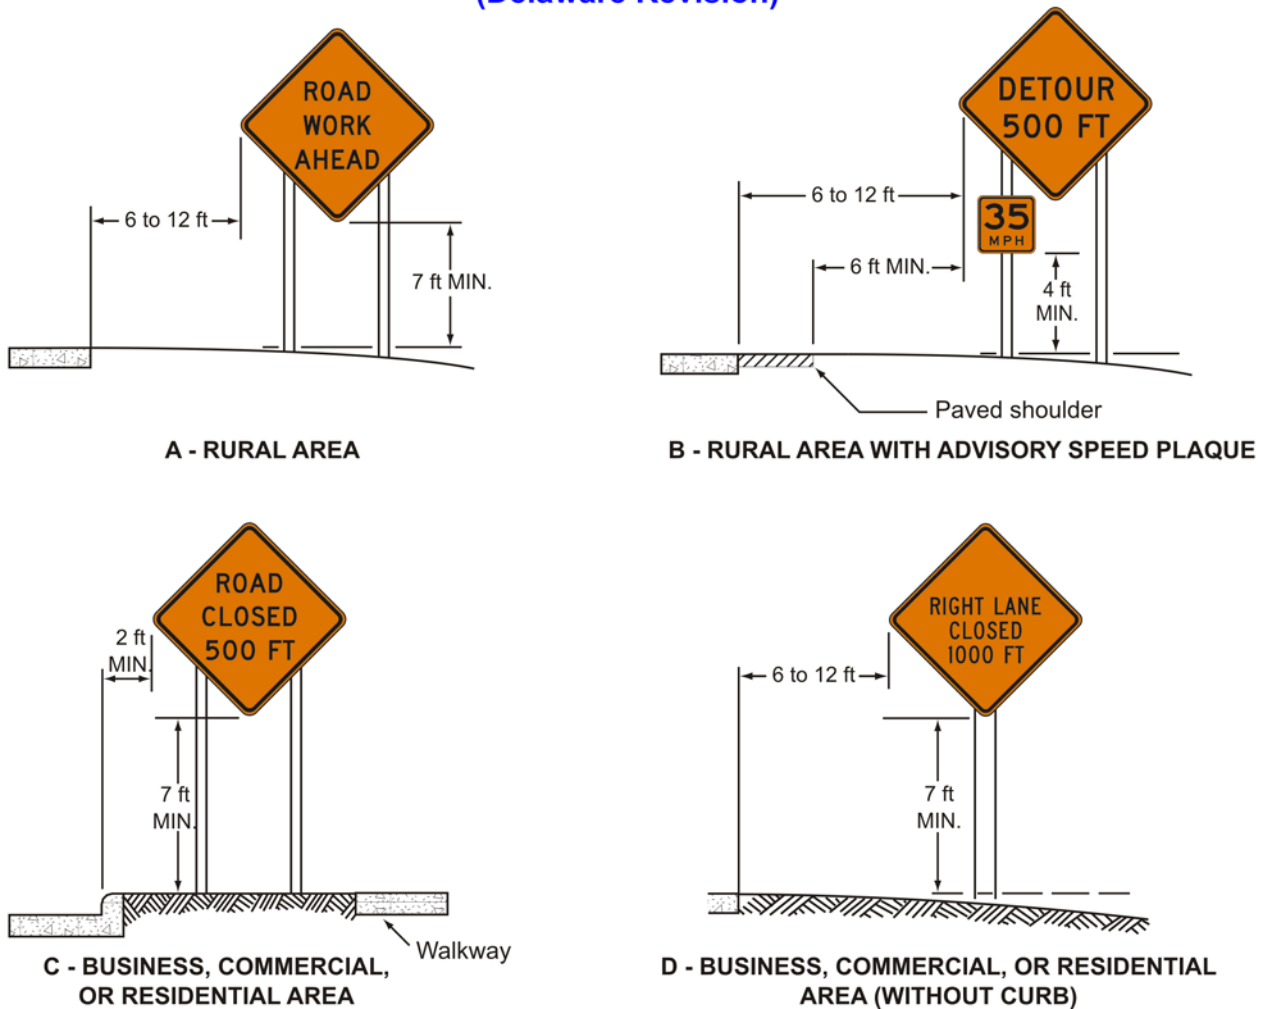 (Delaware Revision)
ROAD
WORK
AHEAD
6 to 12 ft
7 ft MIN.
A - RURAL AREA
DETOUR
500 FT
6 to 12 ft
35
MPH
6 ft MIN.
4 ft
MIN.
Paved shoulder
B - RURAL AREA WITH ADVISORY SPEED PLAQUE
ROAD
CLOSED
500 FT
2 ft
MIN.
7 ft
MIN.
Walkway
C - BUSINESS, COMMERCIAL,
OR RESIDENTIAL AREA
RIGHT LANE
CLOSED
1000 FT
6 to 12 ft
7 ft
MIN.
D - BUSINESS, COMMERCIAL, OR RESIDENTIAL
AREA (WITHOUT CURB)